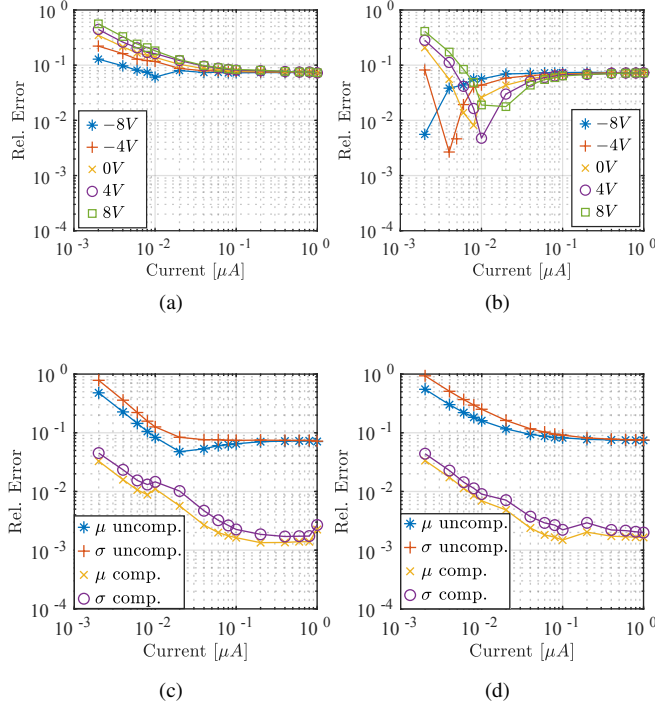 10^0
10^-1
10^-2
10^-3
10^-4
Rel. Error
−8V
−4V
0V
4V
8V
10^-3 10^-2 10^-1 10^0
Current [μA]
(a)
10^0
10^-1
10^-2
10^-3
10^-4
Rel. Error
−8V
−4V
0V
4V
8V
10^-3 10^-2 10^-1 10^0
Current [μA]
(b)
10^0
10^-1
10^-2
10^-3
10^-4
Rel. Error
μ uncomp.
σ uncomp.
μ comp.
σ comp.
10^-3 10^-2 10^-1 10^0
Current [μA]
(c)
10^0
10^-1
10^-2
10^-3
10^-4
Rel. Error
μ uncomp.
σ uncomp.
μ comp.
σ comp.
10^-3 10^-2 10^-1 10^0
Current [μA]
(d)